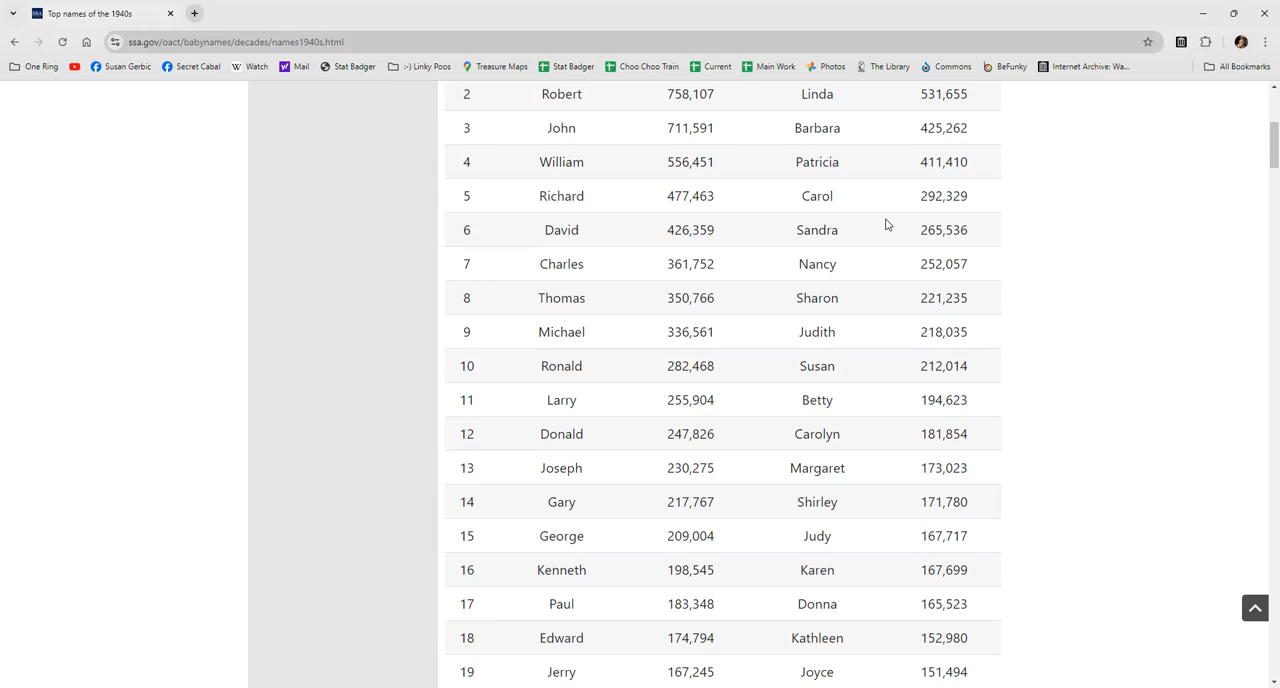 Top names of the 1940s
ssa.gov/oact/babynames/decades/names1940s.html
One Ring Susan Gerbic Secret Cabal Watch Mail Stat Badger :-) Linky Poos Treasure Maps Stat Badger Choo Choo Train Current Main Work Photos The Library Commons BeFunky Internet Archive: Wa... All Bookmarks
2 Robert 758,107 Linda 531,655
3 John 711,591 Barbara 425,262
4 William 556,451 Patricia 411,410
5 Richard 477,463 Carol 292,329
6 David 426,359 Sandra 265,536
7 Charles 361,752 Nancy 252,057
8 Thomas 350,766 Sharon 221,235
9 Michael 336,561 Judith 218,035
10 Ronald 282,468 Susan 212,014
11 Larry 255,904 Betty 194,623
12 Donald 247,826 Carolyn 181,854
13 Joseph 230,275 Margaret 173,023
14 Gary 217,767 Shirley 171,780
15 George 209,004 Judy 167,717
16 Kenneth 198,545 Karen 167,699
17 Paul 183,348 Donna 165,523
18 Edward 174,794 Kathleen 152,980
19 Jerry 167,245 Joyce 151,494